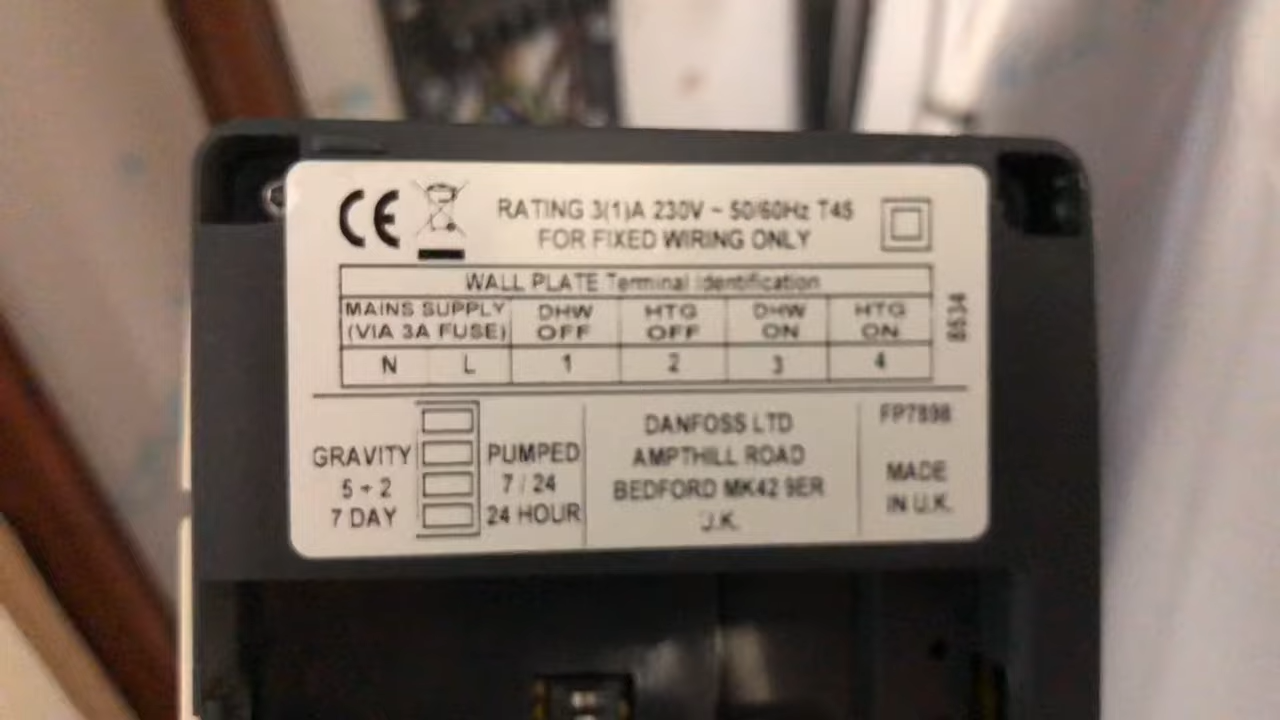 CE
RATING 3(1)A 230V ~ 50/60Hz T45
FOR FIXED WIRING ONLY
WALL PLATE Terminal Identification
MAINS SUPPLY
(VIA 3A FUSE)
DHW
OFF
HTG
OFF
DHW
ON
HTG
ON
N L 1 2 3 4
6534
GRAVITY PUMPED
5 + 2 7 / 24
7 DAY 24 HOUR
DANFOSS LTD
AMPTHILL ROAD
BEDFORD MK42 9ER
U.K.
FP7898
MADE
IN U.K.